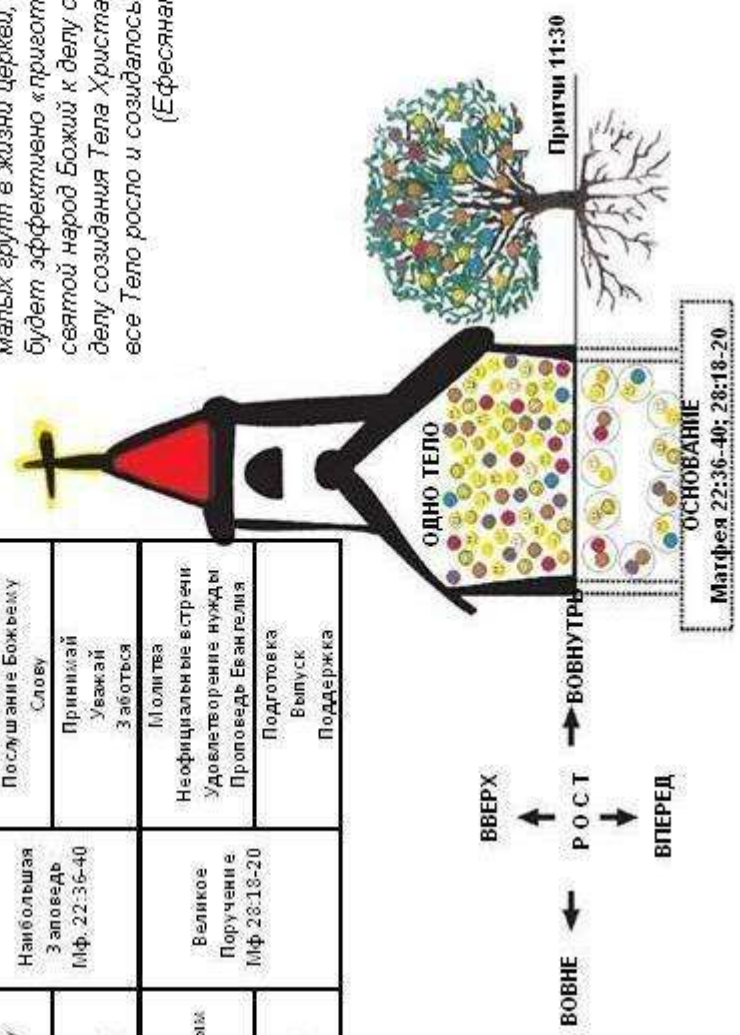 малых групп в жизни церкей,
будет эффективно «пригот
святой народ Божий к делу с
делу созидания Тела Христа
все Тело росло и созидалось
(Ефесяна
Наибольшая
Заповедь
Мф. 22:36-40
Послушание Божьему
Слову
Принимай
Уважай
Заботься
Великое
Поручение
Мф 28:18-20
Молитва
Неофициальные встречи
Удовлетворение нужды
Проповедь Евангелия
Подготовка
Выпуск
Поддержка
ОДНО ТЕЛО
Притчи 11:30
ВВЕРХ
ВОВНЕ
РОСТ
ВОВНУТРЬ
ВПЕРЕД
ОСНОВАНИЕ
Матфея 22:36-40; 28:18-20